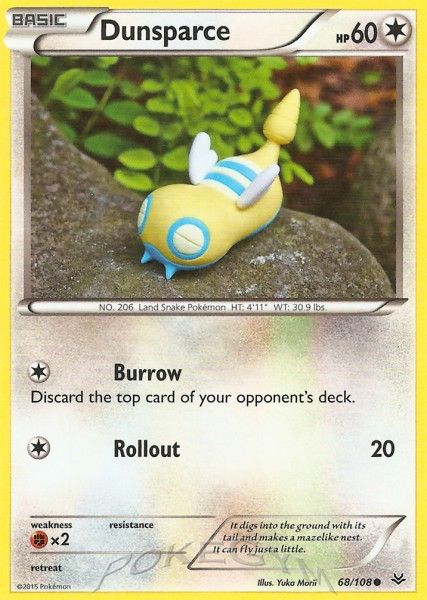 BASIC
Dunsparce
HP60
NO. 206 Land Snake Pokémon HT: 4'11" WT: 30.9 lbs.
Burrow
Discard the top card of your opponent's deck.
Rollout 20
weakness resistance
×2
retreat
It digs into the ground with its
tail and makes a mazelike nest.
It can fly just a little.
©2015 Pokémon
Illus. Yuka Morii
68/108
POKEGYM